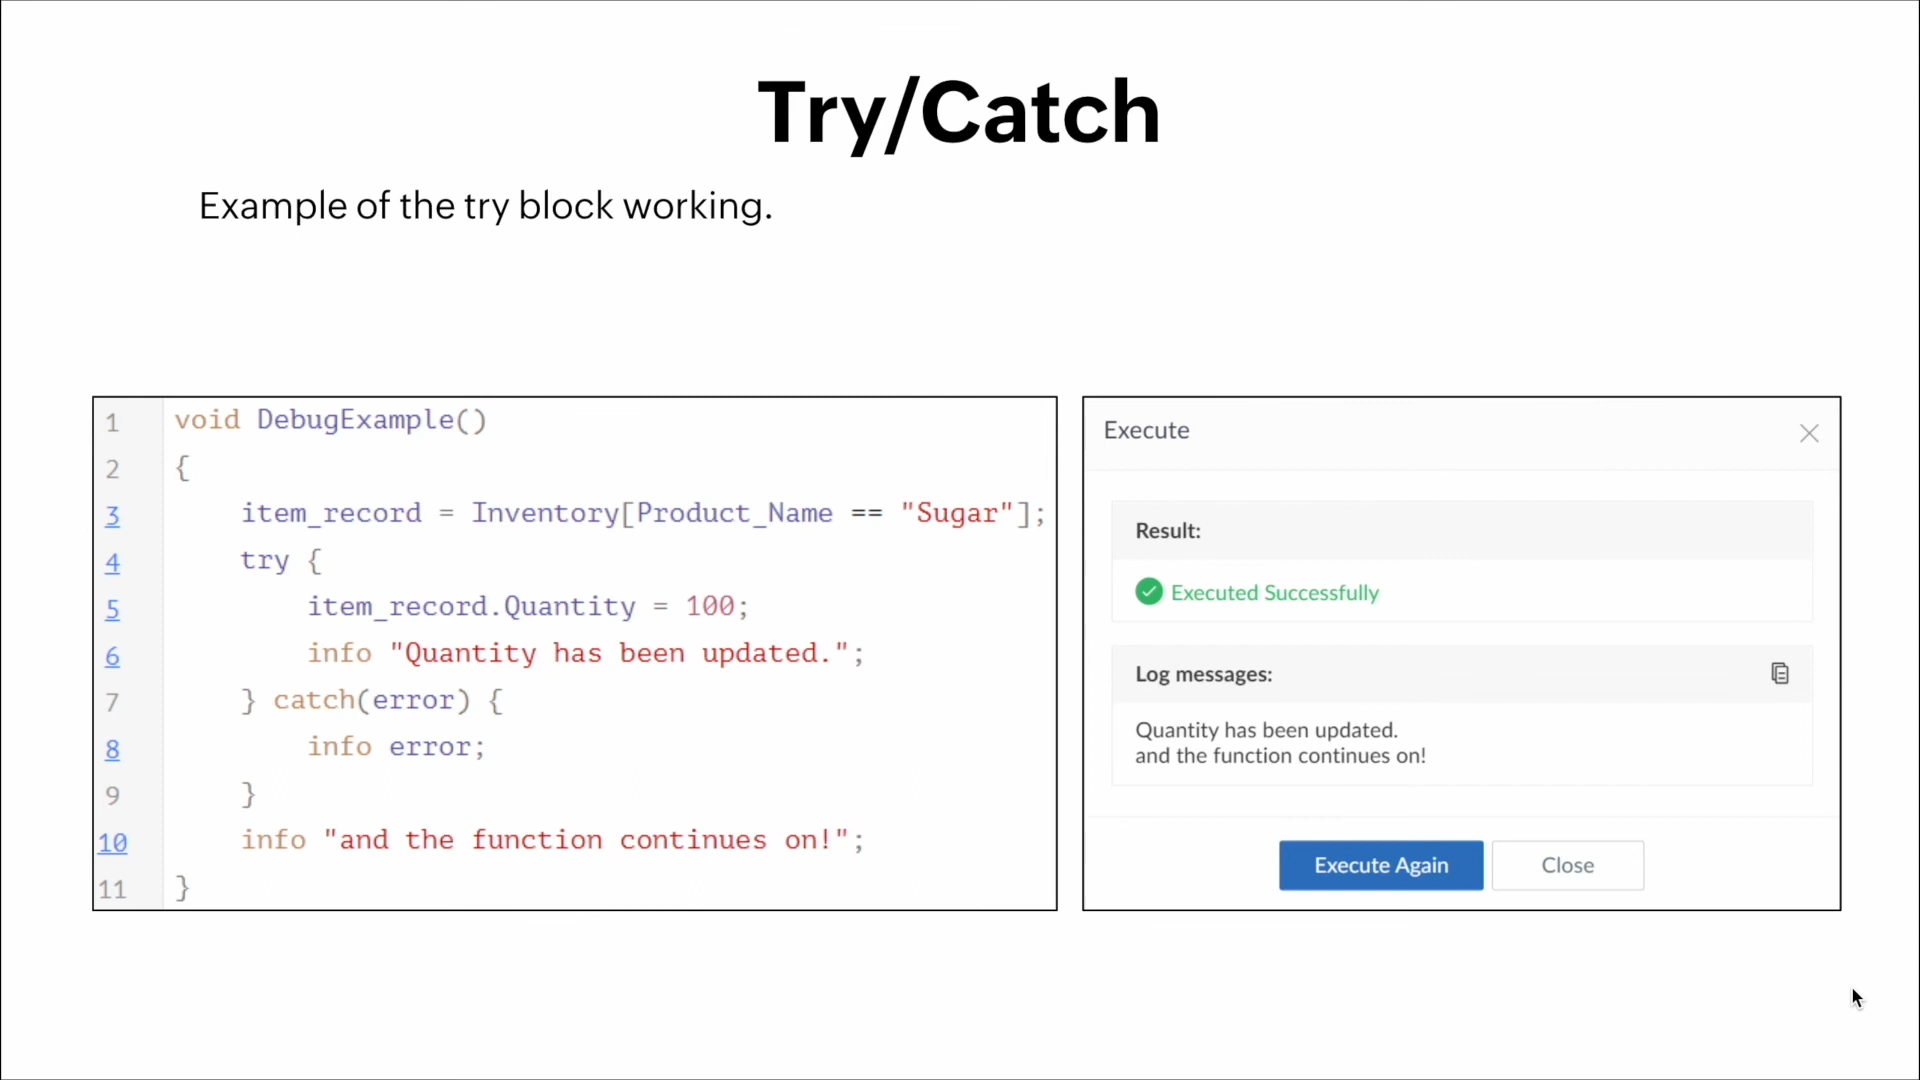 Try/Catch
Example of the try block working.
1 void DebugExample()
2 {
3 item_record = Inventory[Product_Name == "Sugar"];
4 try {
5 item_record.Quantity = 100;
6 info "Quantity has been updated.";
7 } catch(error) {
8 info error;
9 }
10 info "and the function continues on!";
11 }
Execute
Result:
Executed Successfully
Log messages:
Quantity has been updated.
and the function continues on!
Execute Again
Close